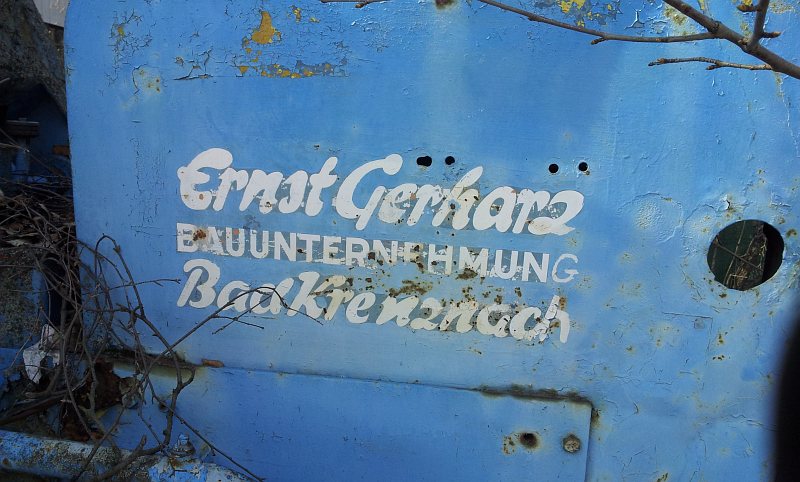 Ernst Gerharz
BAUUNTERNEHMUNG
Bad Kreuznach